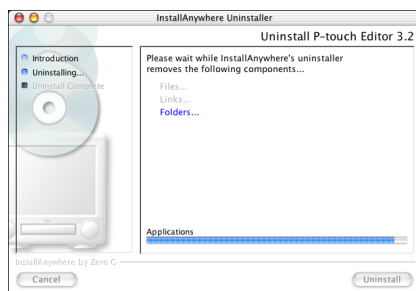 InstallAnywhere Uninstaller
Uninstall P-touch Editor 3.2
Introduction
Uninstalling...
Uninstall Complete
Please wait while InstallAnywhere's uninstaller
removes the following components...
Files...
Links...
Folders...
Applications
InstallAnywhere by Zero G
Cancel
Uninstall